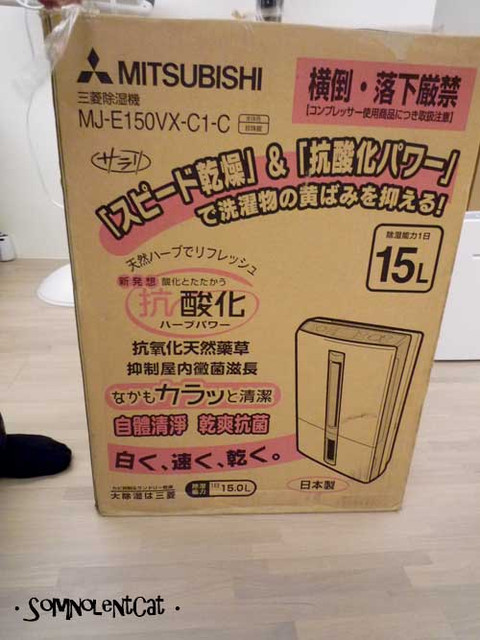 MITSUBISHI
三菱除湿機
MJ-E150VX-C1-C
横倒・落下厳禁
【コンプレッサー使用商品につき取扱注意】
サラリ
「スピード乾燥」&「抗酸化パワー」
で洗濯物の黄ばみを抑える!
除湿能力1日
15L
天然ハーブでリフレッシュ
新発想 酸化とたたかう
抗酸化
ハーブパワー
抗氧化天然藥草
抑制屋内黴菌滋長
なかもカラッと清潔
自體清淨 乾爽抗菌
白く、速く、乾く。
大除湿は三菱
除湿能力 1日 15.0L
日本製
• SomnolentCat •